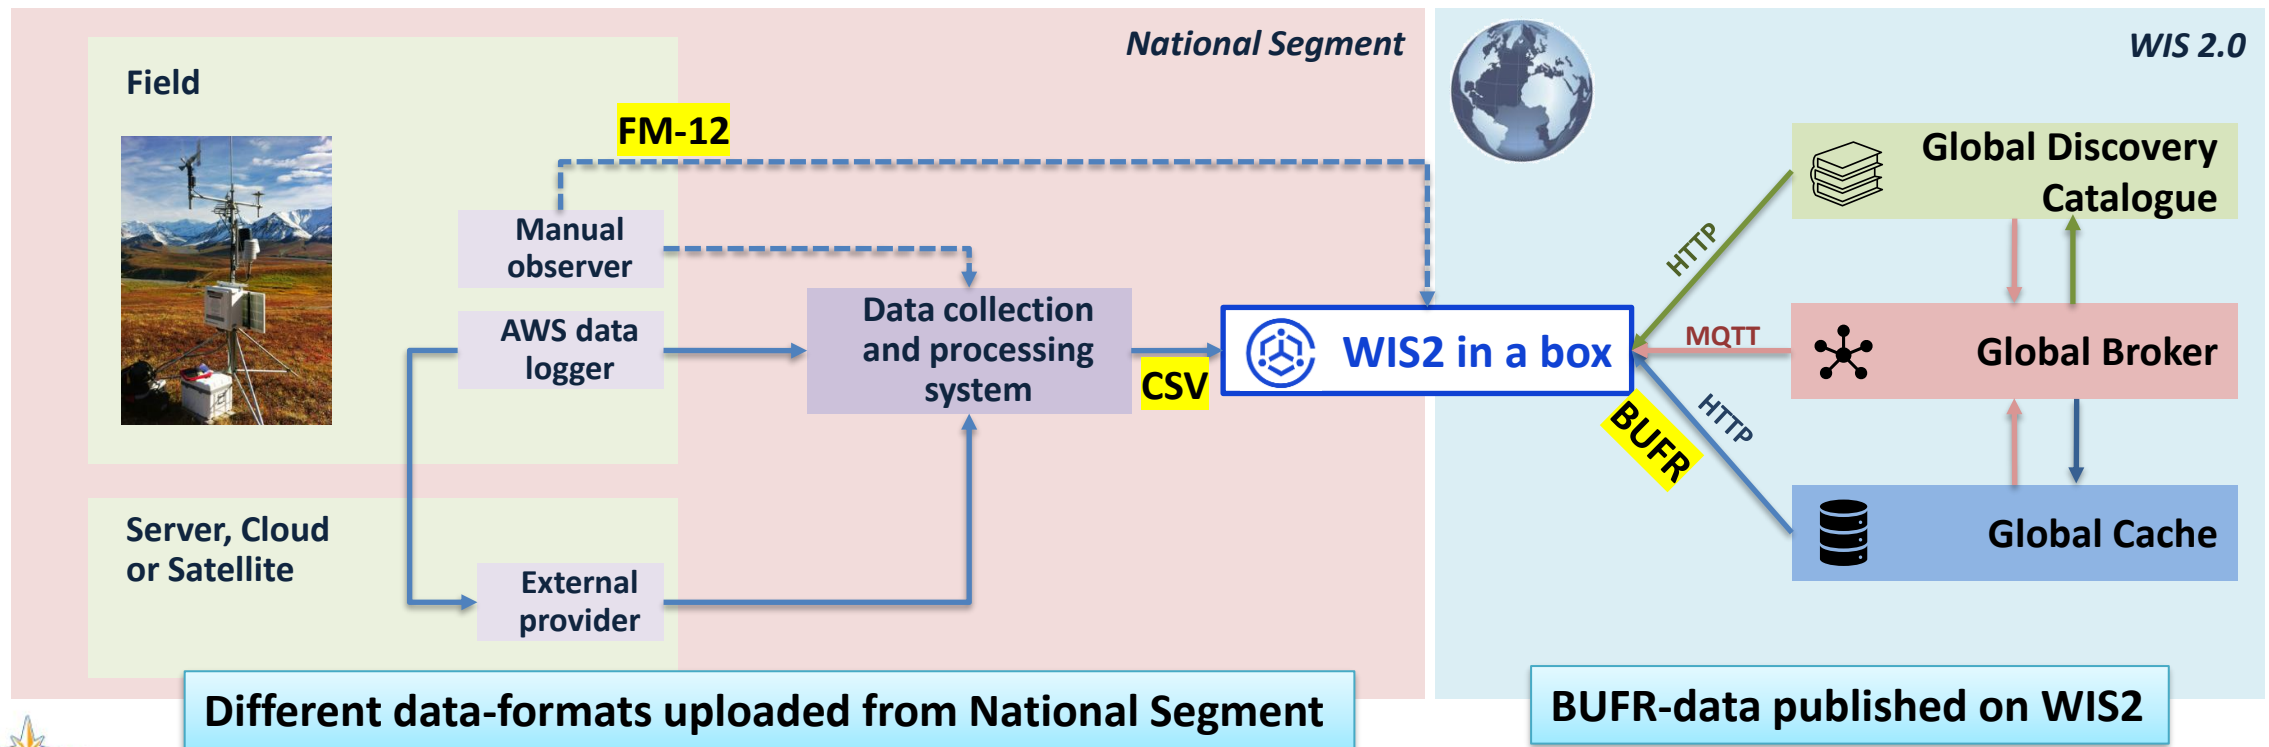 National Segment
WIS 2.0
Field
FM-12
Manual
observer
AWS data
logger
Data collection
and processing
system
CSV
WIS2 in a box
Server, Cloud
or Satellite
External
provider
Global Discovery
Catalogue
HTTP
MQTT
Global Broker
HTTP
BUFR
Global Cache
Different data-formats uploaded from National Segment
BUFR-data published on WIS2